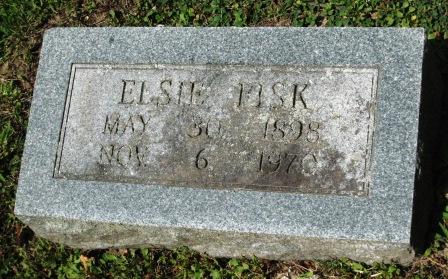 ELSIE FISK
MAY 30, 1898
NOV. 6, 1970